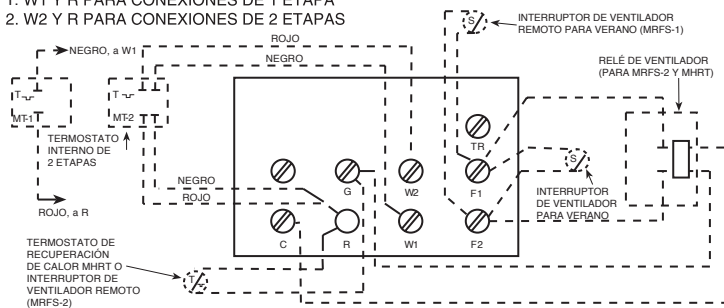 1. W1 Y R PARA CONEXIONES DE 1 ETAPA
2. W2 Y R PARA CONEXIONES DE 2 ETAPAS
S
INTERRUPTOR DE VENTILADOR
REMOTO PARA VERANO (MRFS-1)
ROJO
NEGRO, a W1
NEGRO
RELÉ DE VENTILADOR
(PARA MRFS-2 Y MHRT)
T
MT-1
T
MT-2
TERMOSTATO
INTERNO DE
2 ETAPAS
TR
S
NEGRO
G
W2
F1
ROJO
INTERRUPTOR
DE VENTILADOR
PARA VERANO
ROJO, a R
C
R
W1
F2
TERMOSTATO DE
RECUPERACIÓN
DE CALOR MHRT O
INTERRUPTOR DE
VENTILADOR REMOTO
(MRFS-2)
T